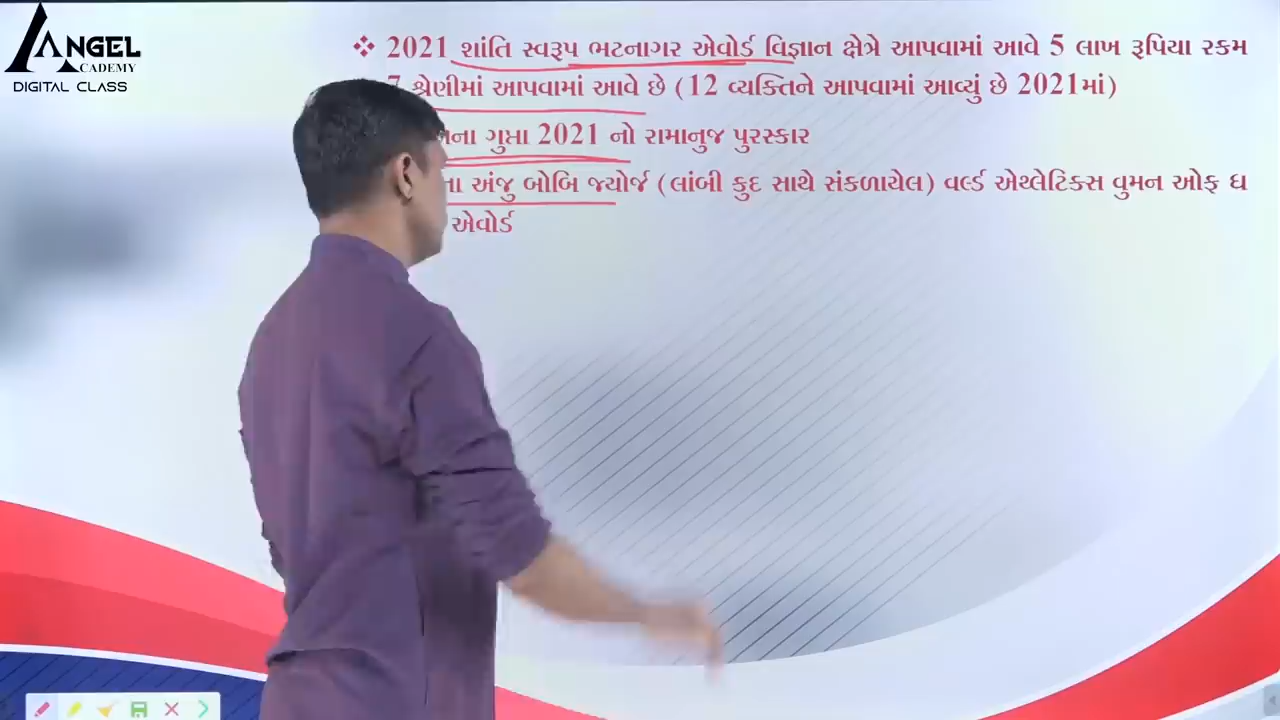 ANGEL
ACADEMY
DIGITAL CLASS
❖ 2021 શાંતિ સ્વરૂપ ભટનાગર એવોર્ડ વિજ્ઞાન ક્ષેત્રે આપવામાં આવે 5 લાખ રૂપિયા રકમ
શ્રેણીમાં આપવામાં આવે છે (12 વ્યક્તિને આપવામાં આવ્યું છે 2021માં)
ગુપ્તા 2021 નો રામાનુજ પુરસ્કાર
અંજુ બોબિ જ્યોર્જ (લાંબી કુદ સાથે સંકળાયેલ) વર્લ્ડ એથ્લેટિક્સ વુમન ઓફ ધ
એવોર્ડ